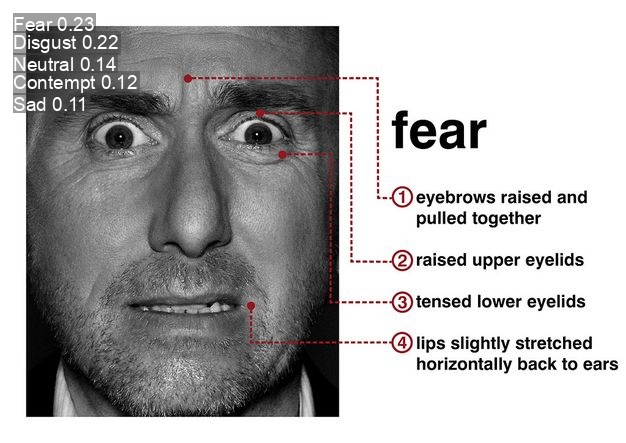 Fear 0.23
Disgust 0.22
Neutral 0.14
Contempt 0.12
Sad 0.11
fear
1 eyebrows raised and
pulled together
2 raised upper eyelids
3 tensed lower eyelids
4 lips slightly stretched
horizontally back to ears